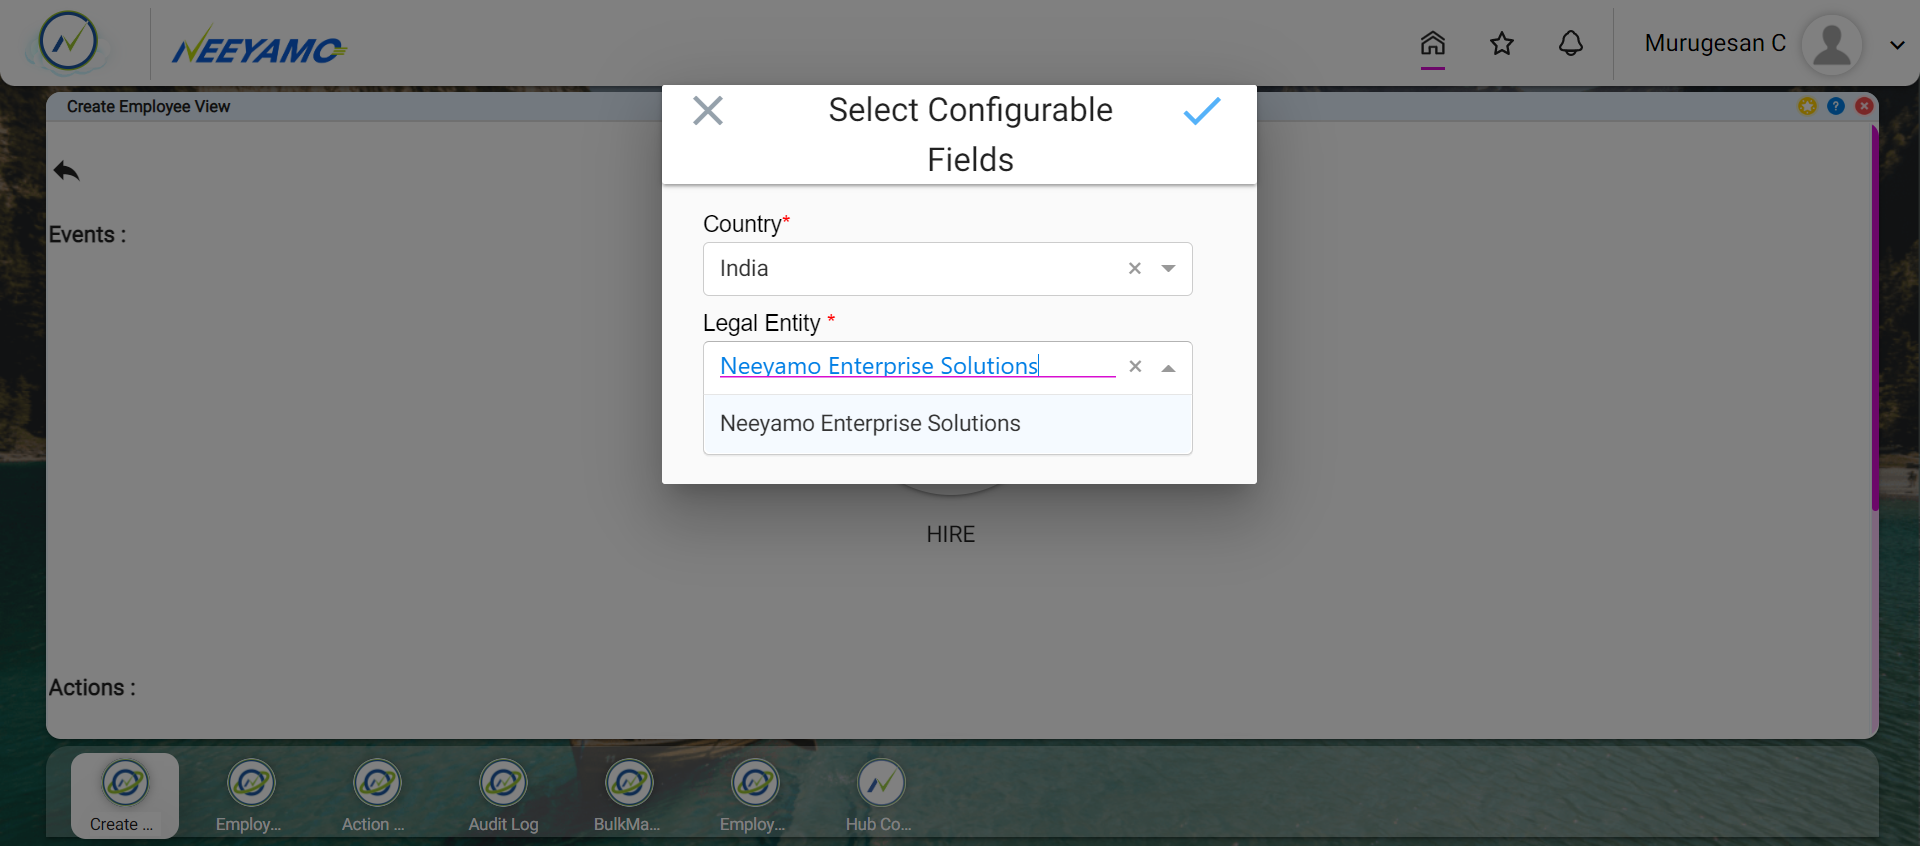 NEEYAMO
Murugesan C
Create Employee View
Select Configurable
Fields
Events :
Country*
India
Legal Entity *
Neeyamo Enterprise Solutions
Neeyamo Enterprise Solutions
HIRE
Actions :
Create ...
Employ...
Action ...
Audit Log
BulkMa...
Employ...
Hub Co...